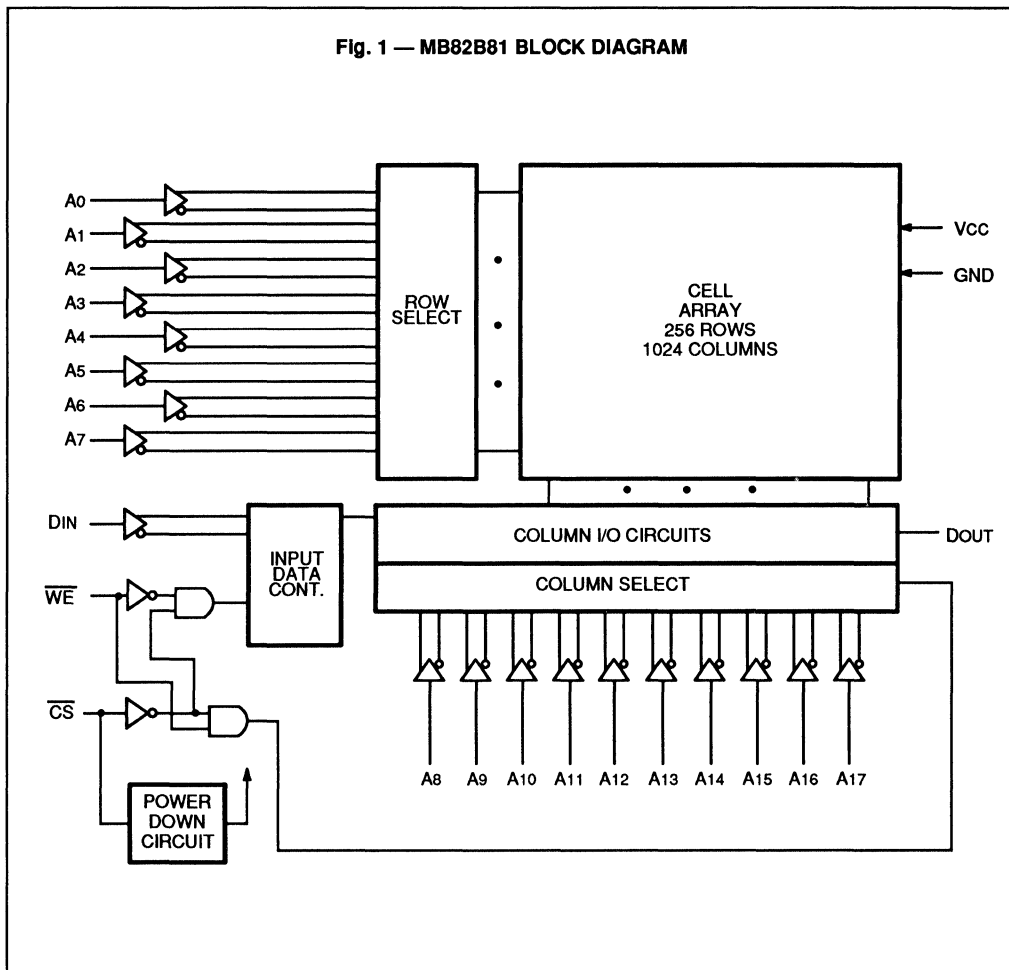 Fig. 1 — MB82B81 BLOCK DIAGRAM
A0
A1
A2
A3
A4
A5
A6
A7
ROW
SELECT
CELL
ARRAY
256 ROWS
1024 COLUMNS
VCC
GND
DIN
WE
CS
INPUT
DATA
CONT.
COLUMN I/O CIRCUITS
COLUMN SELECT
DOUT
A8 A9 A10 A11 A12 A13 A14 A15 A16 A17
POWER
DOWN
CIRCUIT